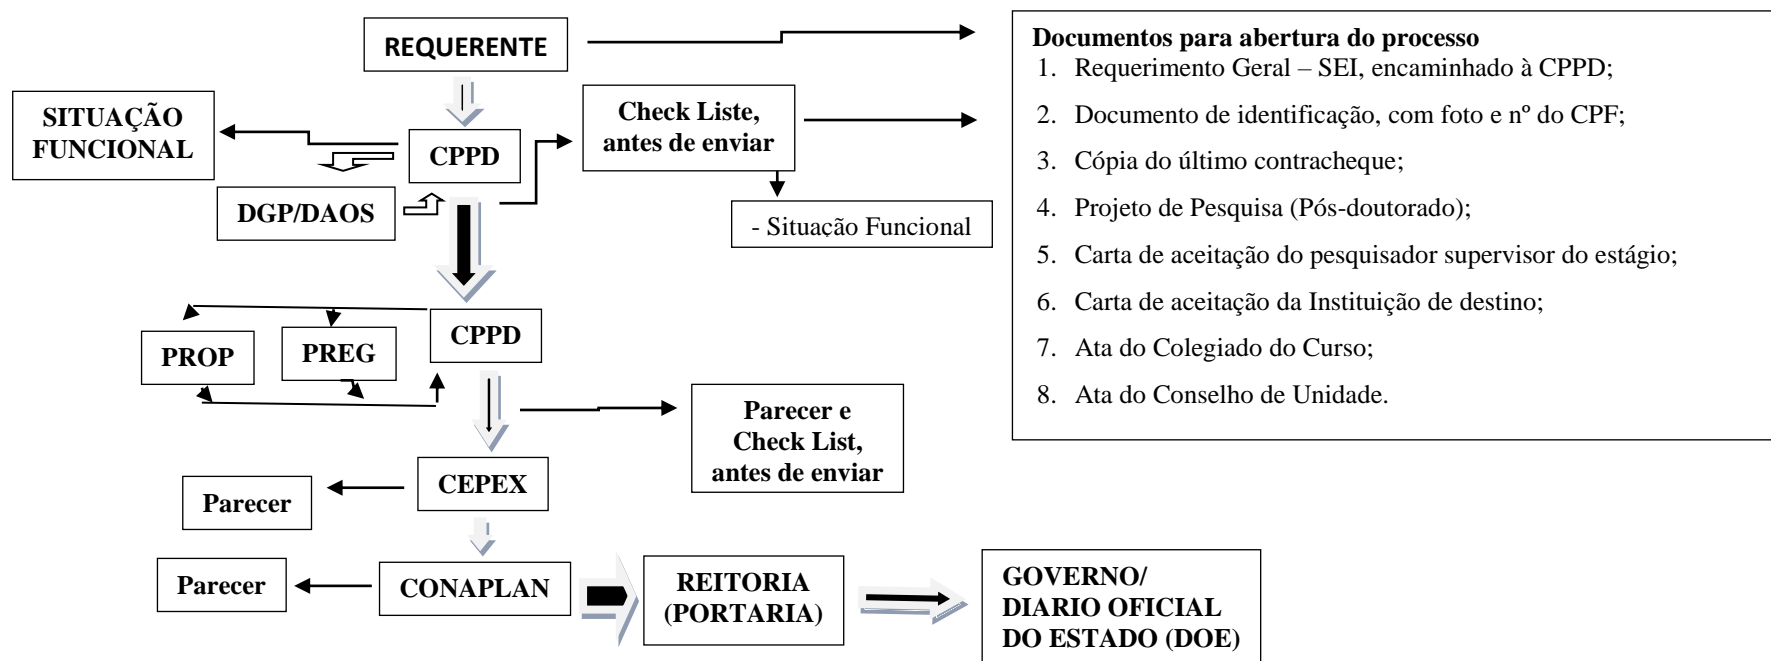 REQUERENTE
SITUAÇÃO
FUNCIONAL
CPPD
DGP/DAOS
Check Liste,
antes de enviar
- Situação Funcional
Documentos para abertura do processo
1. Requerimento Geral – SEI, encaminhado à CPPD;
2. Documento de identificação, com foto e nº do CPF;
3. Cópia do último contracheque;
4. Projeto de Pesquisa (Pós-doutorado);
5. Carta de aceitação do pesquisador supervisor do estágio;
6. Carta de aceitação da Instituição de destino;
7. Ata do Colegiado do Curso;
8. Ata do Conselho de Unidade.
PROP
PREG
CPPD
Parecer e
Check List,
antes de enviar
CEPEX
Parecer
CONAPLAN
Parecer
REITORIA
(PORTARIA)
GOVERNO/
DIARIO OFICIAL
DO ESTADO (DOE)